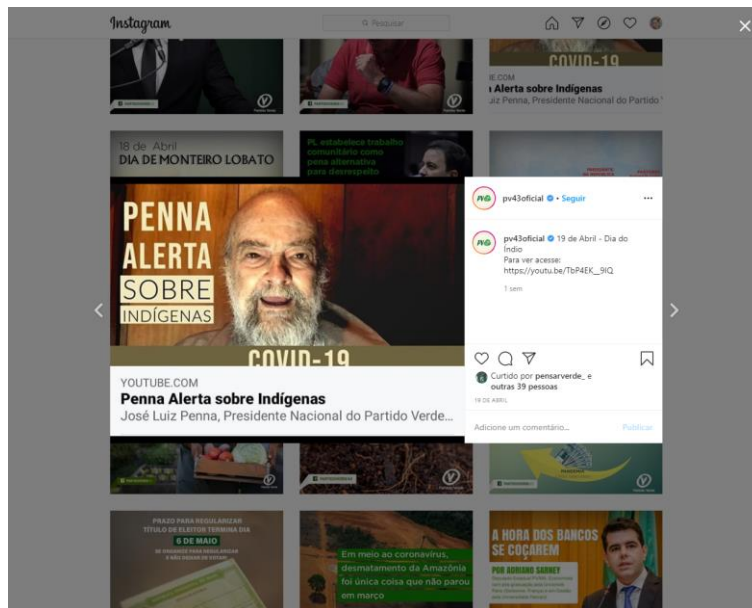 Instagram
Pesquisar
COVID-19
E.COM
Alerta sobre Indígenas
uiz Penna, Presidente Nacional do Partido
18 de Abril
DIA DE MONTEIRO LOBATO
PL estabelece trabalho
comunitário como
pena alternativa
para desrespeito
PENNA
ALERTA
SOBRE
INDÍGENAS
COVID-19
YOUTUBE.COM
Penna Alerta sobre Indígenas
José Luiz Penna, Presidente Nacional do Partido Verde...
pv43oficial • Seguir
pv43oficial 19 de Abril - Dia do
Índio
Para ver acesse:
https://youtu.be/TbP4EK__9IQ
1 sem
Curtido por pensarverde_ e
outras 39 pessoas
19 DE ABRIL
Adicione um comentário...
Publicar
PRAZO PARA REGULARIZAR
TÍTULO DE ELEITOR TERMINA DIA
6 DE MAIO
Em meio ao coronavírus,
desmatamento da Amazônia
foi única coisa que não parou
em março
A HORA DOS BANCOS
SE COÇAREM
POR ADRIANO SARNEY